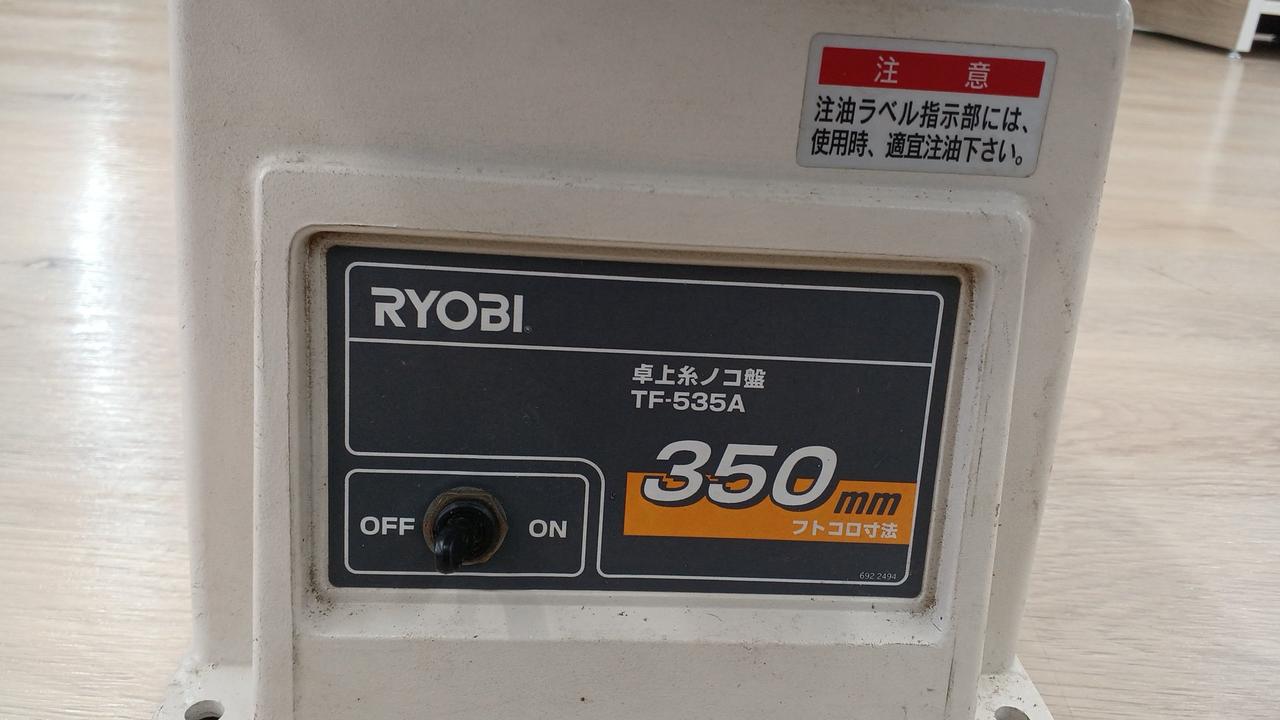 注 意
注油ラベル指示部には、
使用時、適宜注油下さい。
RYOBI
卓上糸ノコ盤
TF-535A
350mm
フトコロ寸法
OFF ON
692 2494